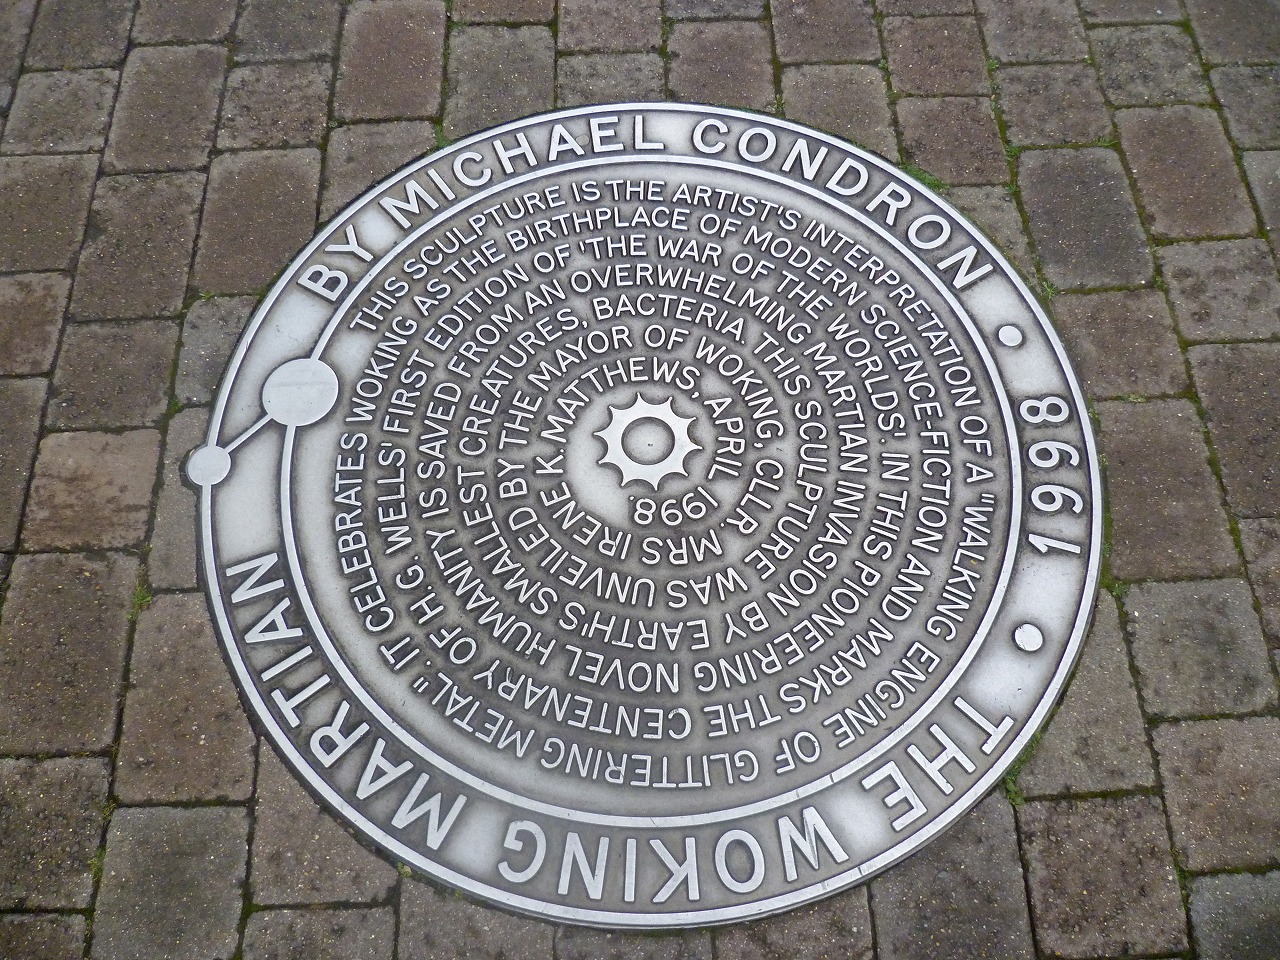 THE WOKING MARTIAN BY MICHAEL CONDRON • 1998 •
THIS SCULPTURE IS THE ARTIST'S INTERPRETATION OF A "WALKING ENGINE OF GLITTERING METAL". IT CELEBRATES
WOKING AS THE BIRTHPLACE OF MODERN SCIENCE-FICTION AND MARKS THE CENTENARY OF H.G. WELLS'
FIRST EDITION OF 'THE WAR OF THE WORLDS'. IN THIS PIONEERING NOVEL HUMANITY IS SAVED
FROM AN OVERWHELMING MARTIAN INVASION BY EARTH'S SMALLEST
CREATURES, BACTERIA. THIS SCULPTURE WAS UNVEILED BY
THE MAYOR OF WOKING, CLLR. MRS IRENE K.
MATTHEWS, APRIL 1998.